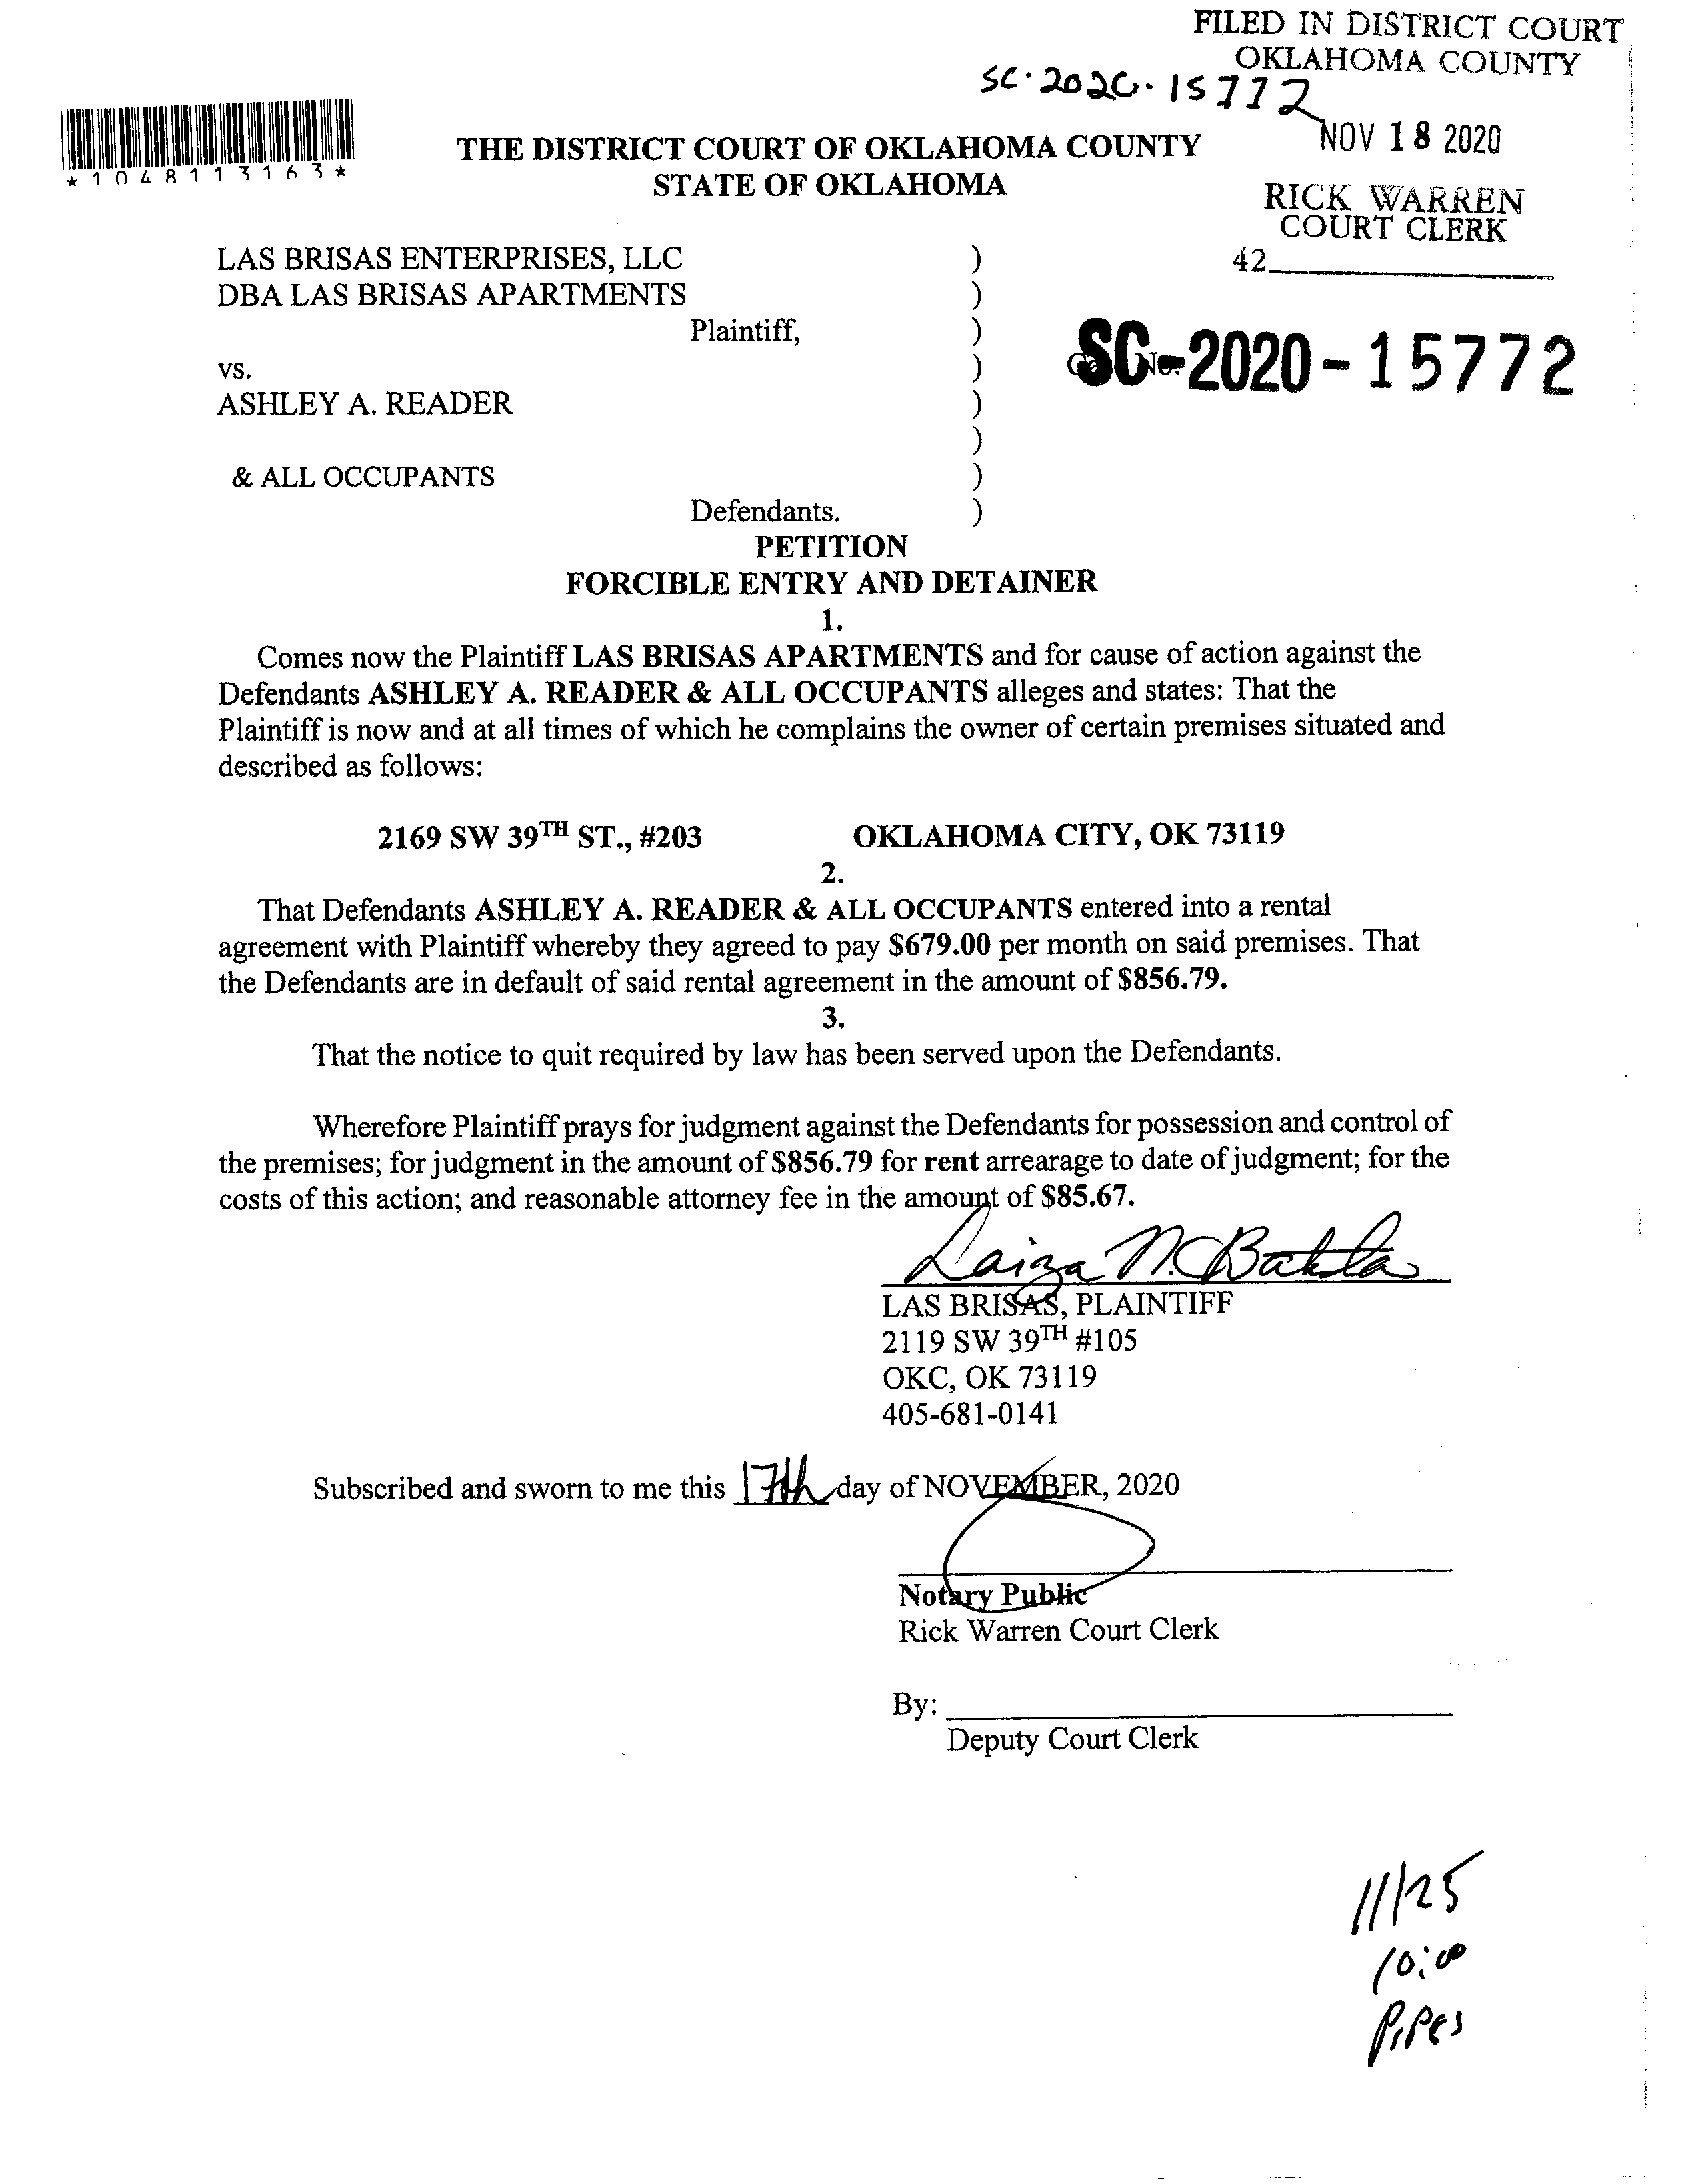 FILED IN DISTRICT COURT
OKLAHOMA COUNTY
SC-2020-15772
NOV 18 2020
RICK WARREN
COURT CLERK
42
*1048113163*
THE DISTRICT COURT OF OKLAHOMA COUNTY
STATE OF OKLAHOMA
LAS BRISAS ENTERPRISES, LLC )
DBA LAS BRISAS APARTMENTS )
Plaintiff, )
vs. )
SC-2020-15772
ASHLEY A. READER )
)
& ALL OCCUPANTS )
Defendants. )
PETITION
FORCIBLE ENTRY AND DETAINER
1.
Comes now the Plaintiff LAS BRISAS APARTMENTS and for cause of action against the
Defendants ASHLEY A. READER & ALL OCCUPANTS alleges and states: That the
Plaintiff is now and at all times of which he complains the owner of certain premises situated and
described as follows:
2169 SW 39TH ST., #203 OKLAHOMA CITY, OK 73119
2.
That Defendants ASHLEY A. READER & ALL OCCUPANTS entered into a rental
agreement with Plaintiff whereby they agreed to pay $679.00 per month on said premises. That
the Defendants are in default of said rental agreement in the amount of $856.79.
3.
That the notice to quit required by law has been served upon the Defendants.
Wherefore Plaintiff prays for judgment against the Defendants for possession and control of
the premises; for judgment in the amount of $856.79 for rent arrearage to date of judgment; for the
costs of this action; and reasonable attorney fee in the amount of $85.67.
LAS BRISAS, PLAINTIFF
2119 SW 39TH #105
OKC, OK 73119
405-681-0141
Subscribed and sworn to me this 17th day of NOVEMBER, 2020
Notary Public
Rick Warren Court Clerk
By:
Deputy Court Clerk
11/25
10:00
PiPes